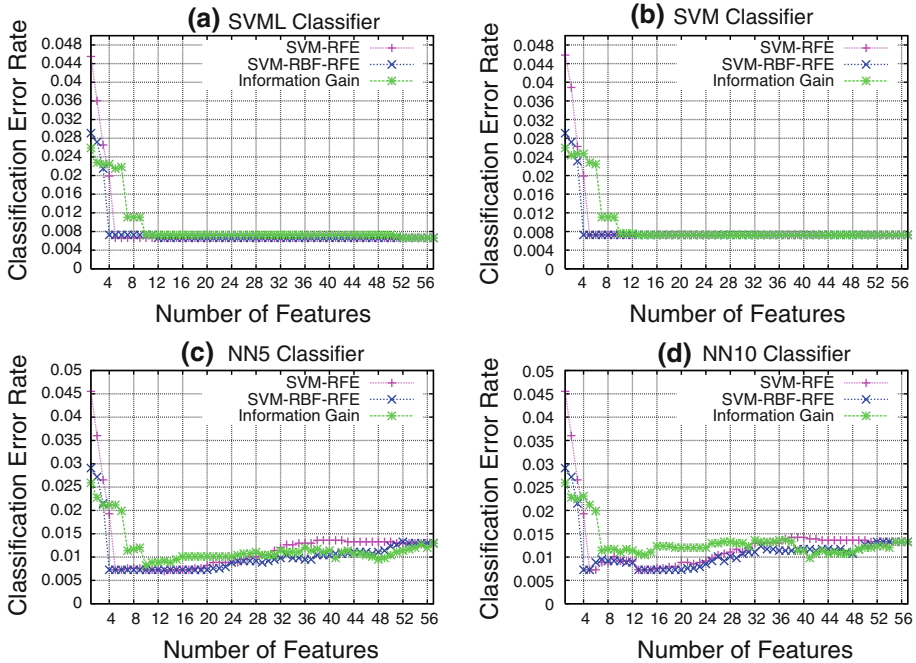 (a) SVML Classifier
Classification Error Rate
0.048
0.044
0.04
0.036
0.032
0.028
0.024
0.02
0.016
0.012
0.008
0.004
0
SVM-RFE
SVM-RBF-RFE
Information Gain
4 8 12 16 20 24 28 32 36 40 44 48 52 56
Number of Features
(b) SVM Classifier
Classification Error Rate
0.048
0.044
0.04
0.036
0.032
0.028
0.024
0.02
0.016
0.012
0.008
0.004
0
SVM-RFE
SVM-RBF-RFE
Information Gain
4 8 12 16 20 24 28 32 36 40 44 48 52 56
Number of Features
(c) NN5 Classifier
Classification Error Rate
0.05
0.045
0.04
0.035
0.03
0.025
0.02
0.015
0.01
0.005
0
SVM-RFE
SVM-RBF-RFE
Information Gain
4 8 12 16 20 24 28 32 36 40 44 48 52 56
Number of Features
(d) NN10 Classifier
Classification Error Rate
0.05
0.045
0.04
0.035
0.03
0.025
0.02
0.015
0.01
0.005
0
SVM-RFE
SVM-RBF-RFE
Information Gain
4 8 12 16 20 24 28 32 36 40 44 48 52 56
Number of Features